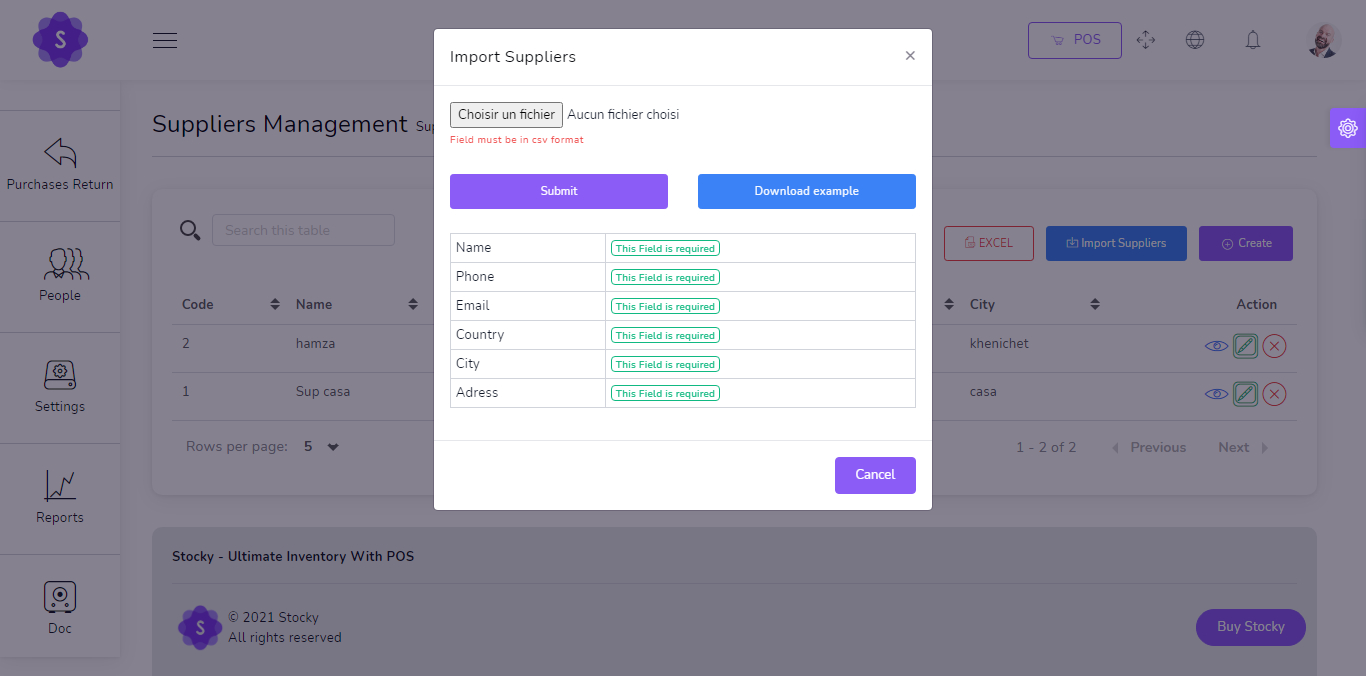 S
POS
Import Suppliers
×
Choisir un fichier Aucun fichier choisi
Field must be in csv format
Submit Download example
Name This Field is required
Phone This Field is required
Email This Field is required
Country This Field is required
City This Field is required
Adress This Field is required
Cancel
Purchases Return
People
Settings
Reports
Doc
Suppliers Management
Search this table
EXCEL Import Suppliers Create
Code Name City Action
2 hamza khenichet
1 Sup casa casa
Rows per page: 5 1 - 2 of 2 Previous Next
Stocky - Ultimate Inventory With POS
S
© 2021 Stocky
All rights reserved
Buy Stocky